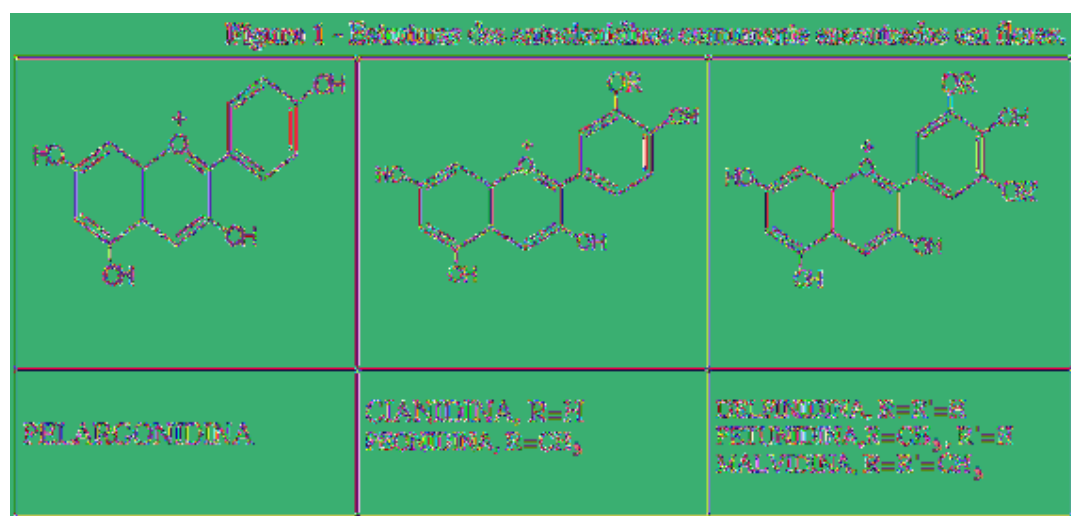 Figura 1 - Estruturas das antocianidinas comumente encontradas em flores.
OH
HO
O
+
OH
OH
OR
OH
HO
O
+
OH
OH
OR
OH
HO
O
+
OR'
OH
OH
PELARGONIDINA
CIANIDINA, R=H
PEONIDINA, R=CH₃
DELFINIDINA, R=R'=H
PETUNIDINA, R=CH₃, R'=H
MALVIDINA, R=R'=CH₃